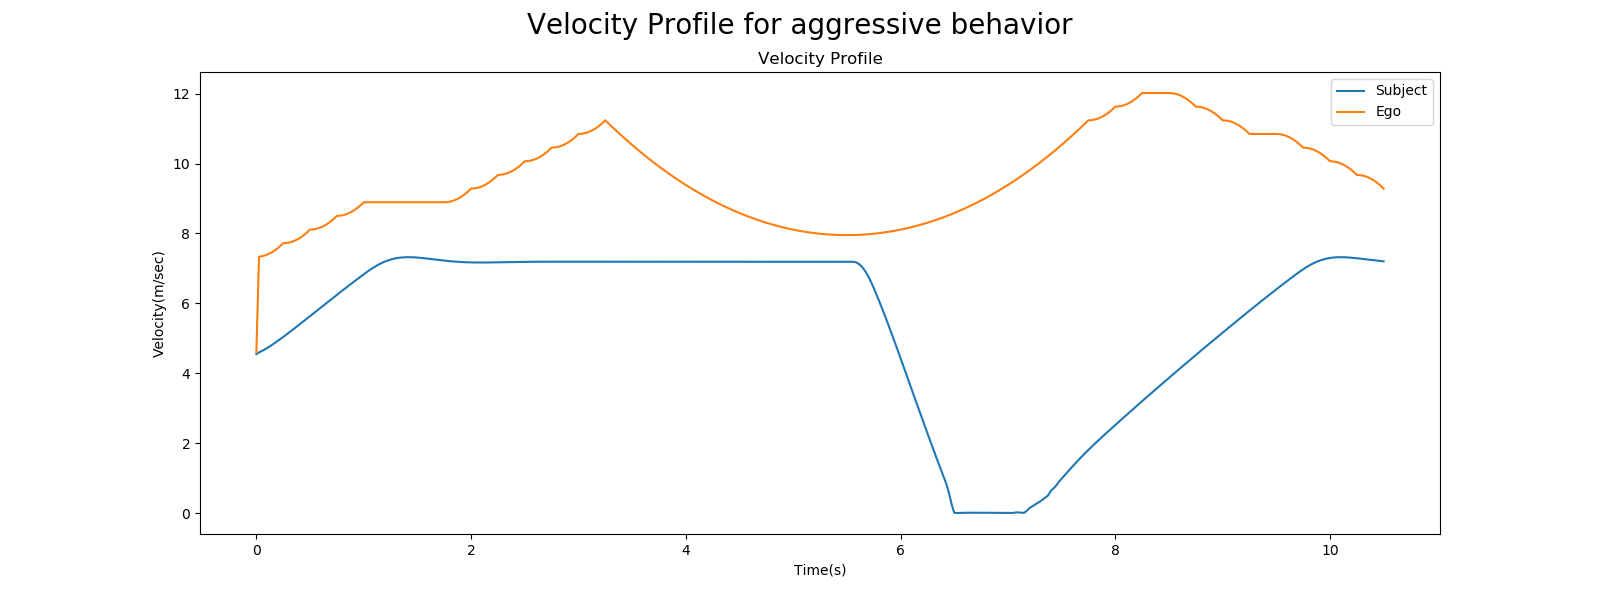 Velocity Profile for aggressive behavior
Velocity Profile
Subject
Ego
12
10
8
6
4
2
0
Velocity(m/sec)
0 2 4 6 8 10
Time(s)